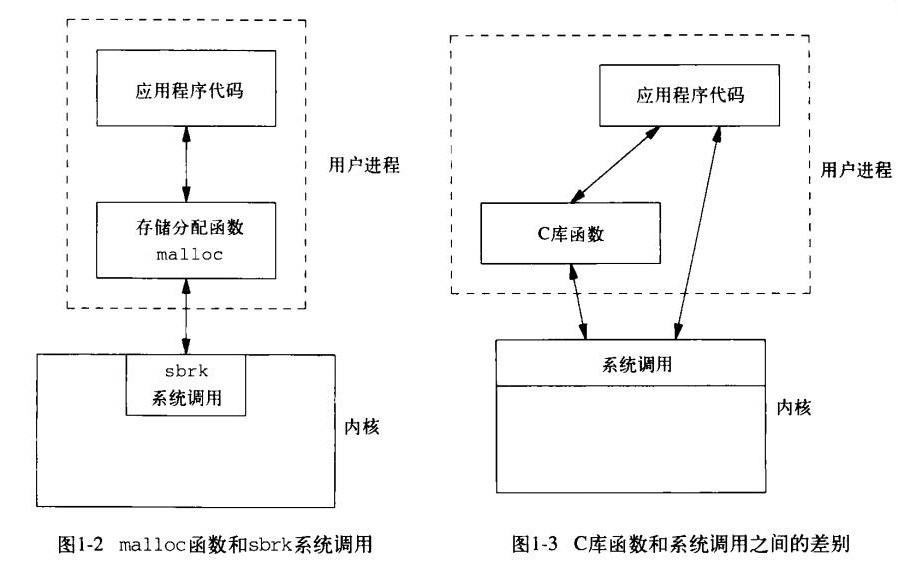 应用程序代码
用户进程
存储分配函数
malloc
sbrk
系统调用
内核
图1-2 malloc函数和sbrk系统调用
应用程序代码
用户进程
C库函数
系统调用
内核
图1-3 C库函数和系统调用之间的差别